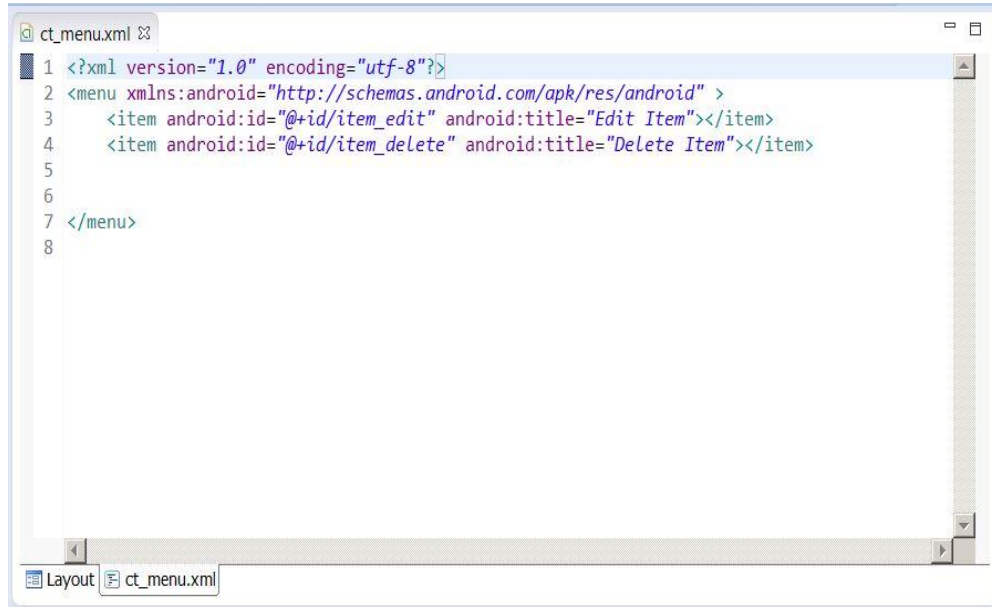 ct_menu.xml
1 <?xml version="1.0" encoding="utf-8"?>
2 <menu xmlns:android="http://schemas.android.com/apk/res/android" >
3 <item android:id="@+id/item_edit" android:title="Edit Item"></item>
4 <item android:id="@+id/item_delete" android:title="Delete Item"></item>
5
6
7 </menu>
8
Layout ct_menu.xml